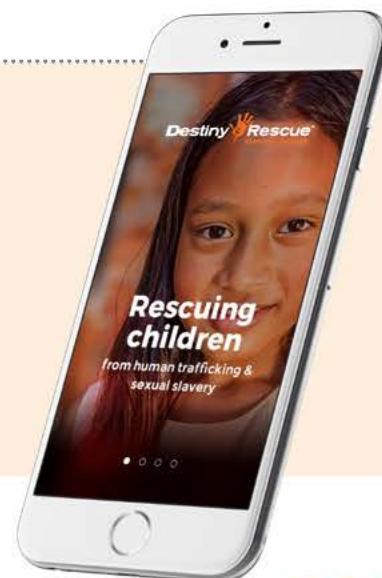 Destiny Rescue
Rescuing
children
from human trafficking &
sexual slavery